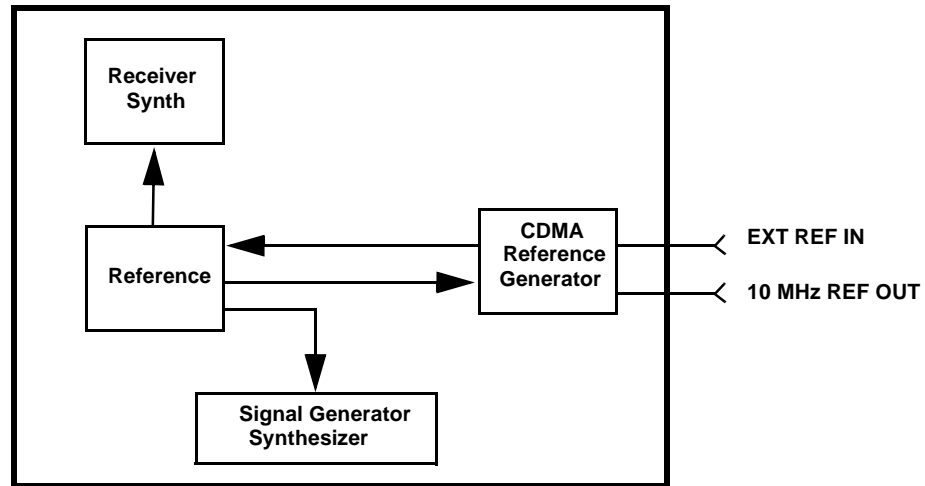 Receiver
Synth
CDMA
Reference
Generator
EXT REF IN
Reference
10 MHz REF OUT
Signal Generator
Synthesizer